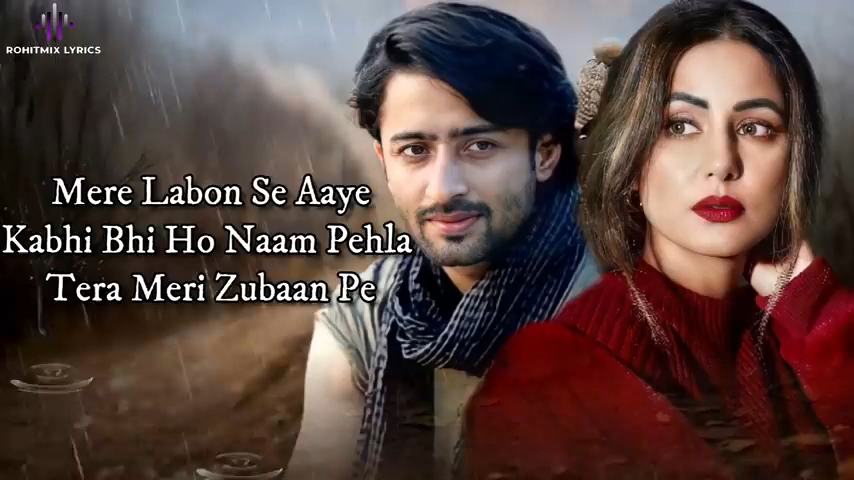 ROHITMIX LYRICS
Mere Labon Se Aaye
Kabhi Bhi Ho Naam Pehla
Tera Meri Zubaan Pe